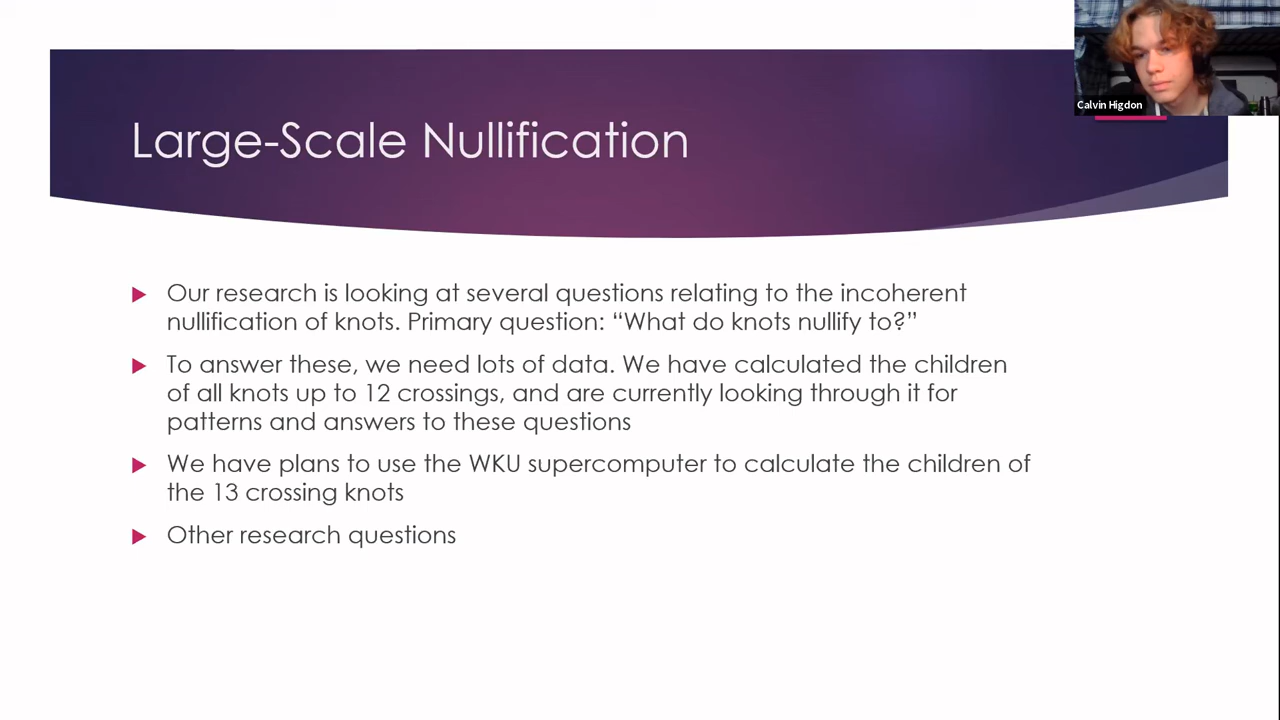 Calvin Higdon
Large-Scale Nullification
Our research is looking at several questions relating to the incoherent
nullification of knots. Primary question: “What do knots nullify to?”
To answer these, we need lots of data. We have calculated the children
of all knots up to 12 crossings, and are currently looking through it for
patterns and answers to these questions
We have plans to use the WKU supercomputer to calculate the children of
the 13 crossing knots
Other research questions